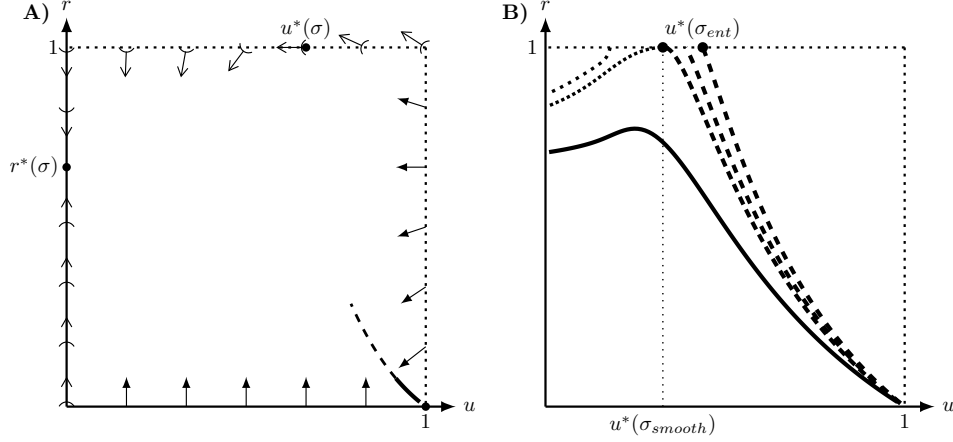 A)
r
1
u*(σ)
r*(σ)
1
u
B)
r
1
u*(σ_ent)
u*(σ_smooth)
1
u